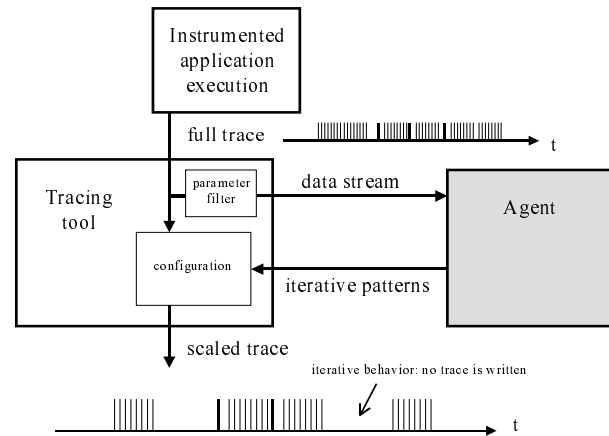 Instrumented
application
execution
full trace
t
Tracing
tool
parameter
filter
data stream
Agent
configuration
iterative patterns
scaled trace
iterative behavior: no trace is written
t